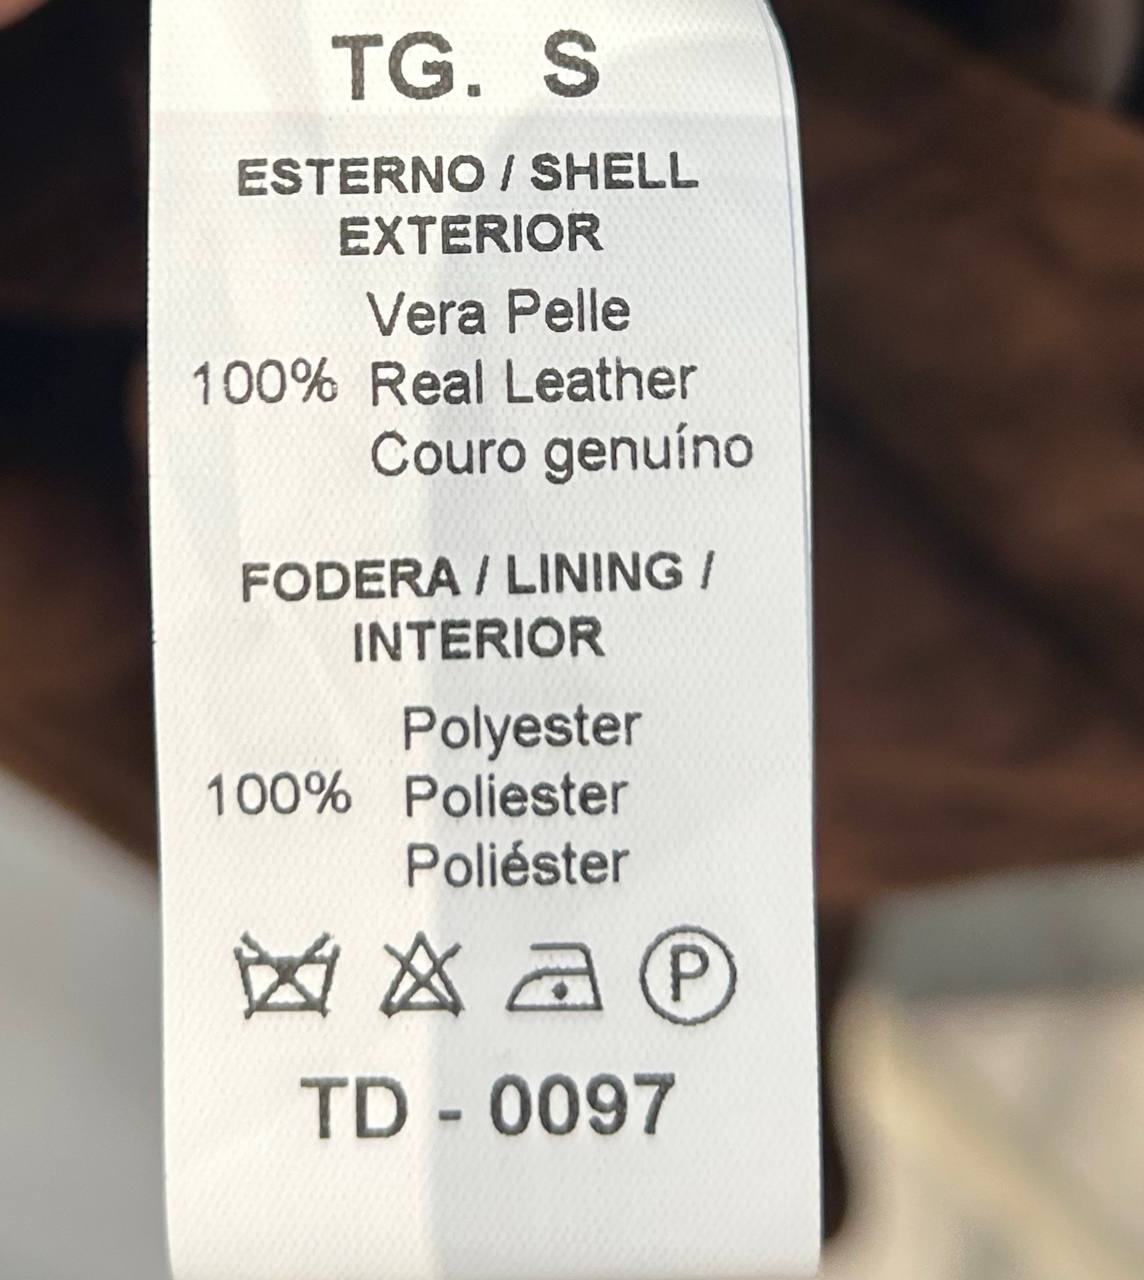 TG. S
ESTERNO / SHELL
EXTERIOR
Vera Pelle
100% Real Leather
Couro genuíno
FODERA / LINING /
INTERIOR
Polyester
100% Poliester
Poliéster
P
TD - 0097